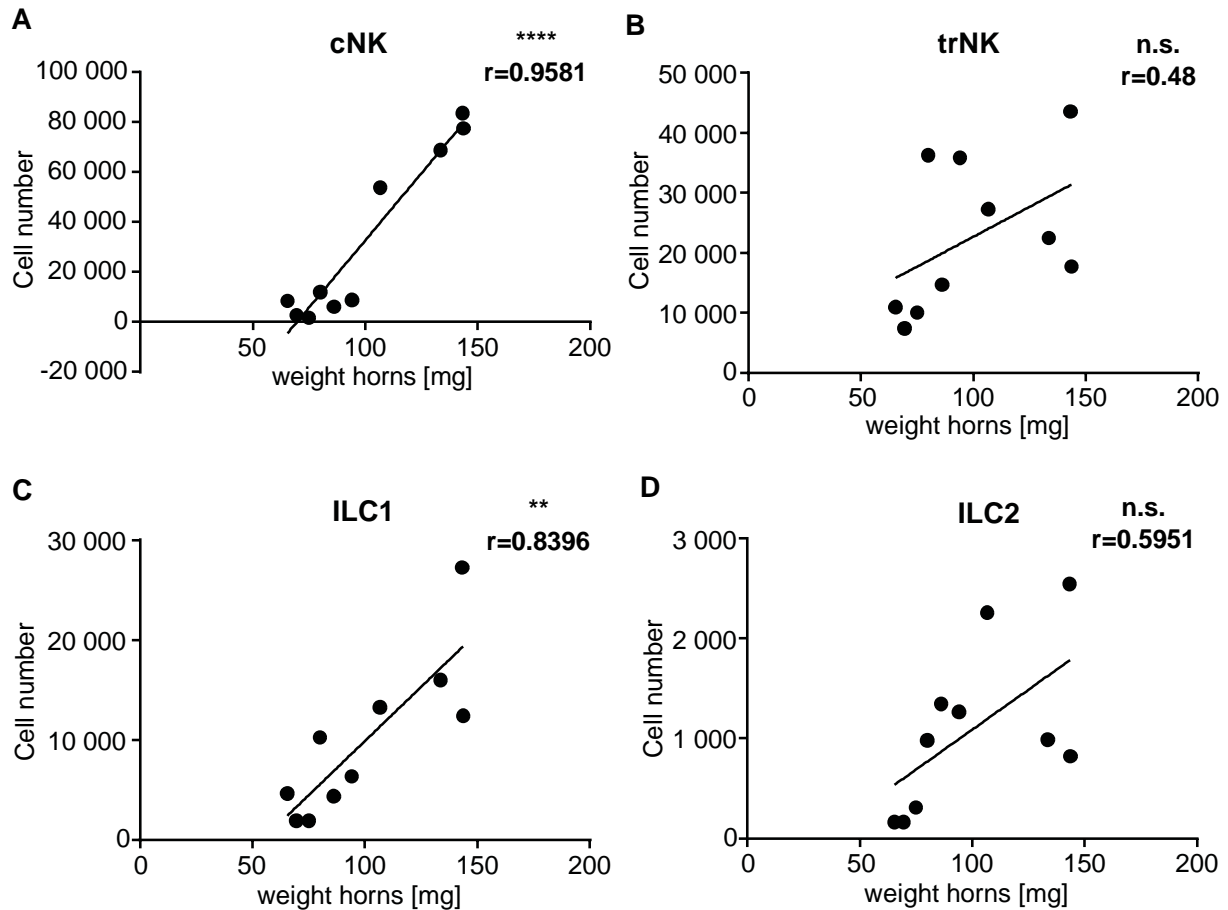 A
cNK
****
r=0.9581
100 000
80 000
60 000
40 000
20 000
0
-20 000
Cell number
50
100
150
200
weight horns [mg]
B
trNK
n.s.
r=0.48
50 000
40 000
30 000
20 000
10 000
0
Cell number
0
50
100
150
200
weight horns [mg]
C
ILC1
**
r=0.8396
30 000
20 000
10 000
0
Cell number
0
50
100
150
200
weight horns [mg]
D
ILC2
n.s.
r=0.5951
3 000
2 000
1 000
0
Cell number
0
50
100
150
200
weight horns [mg]